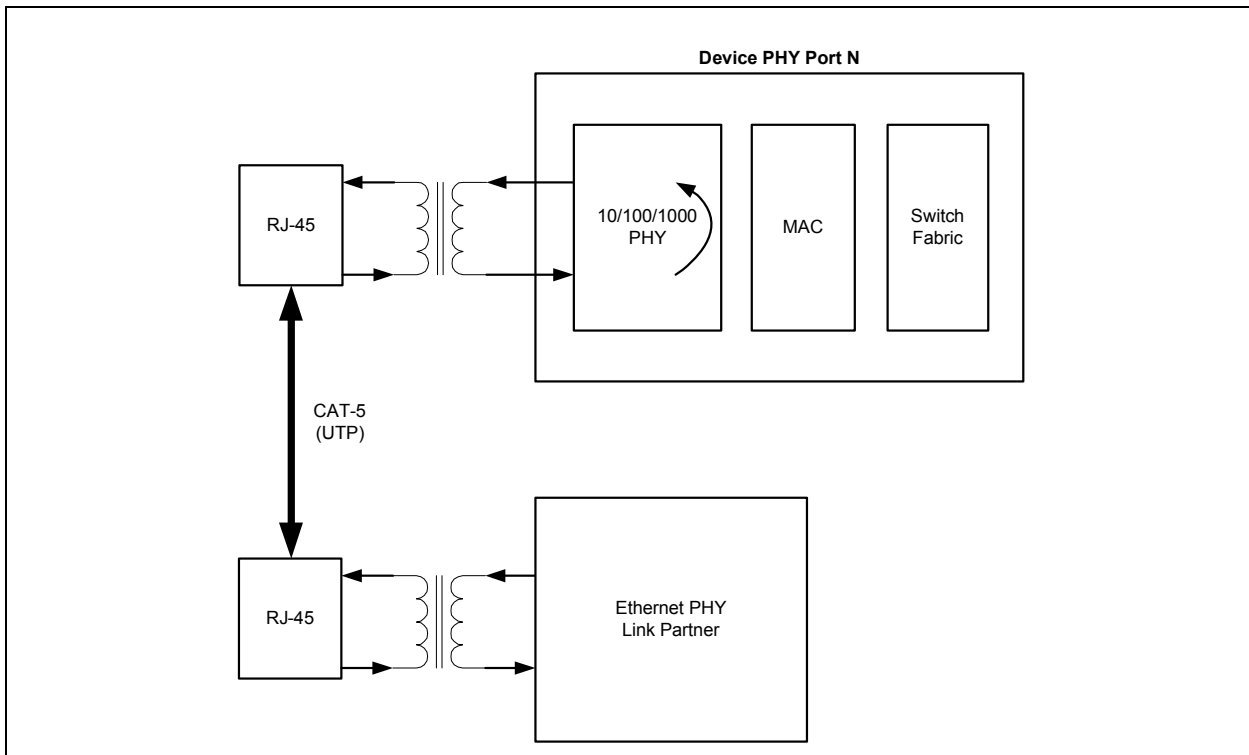 Device PHY Port N
RJ-45
10/100/1000
PHY
MAC
Switch
Fabric
CAT-5
(UTP)
RJ-45
Ethernet PHY
Link Partner